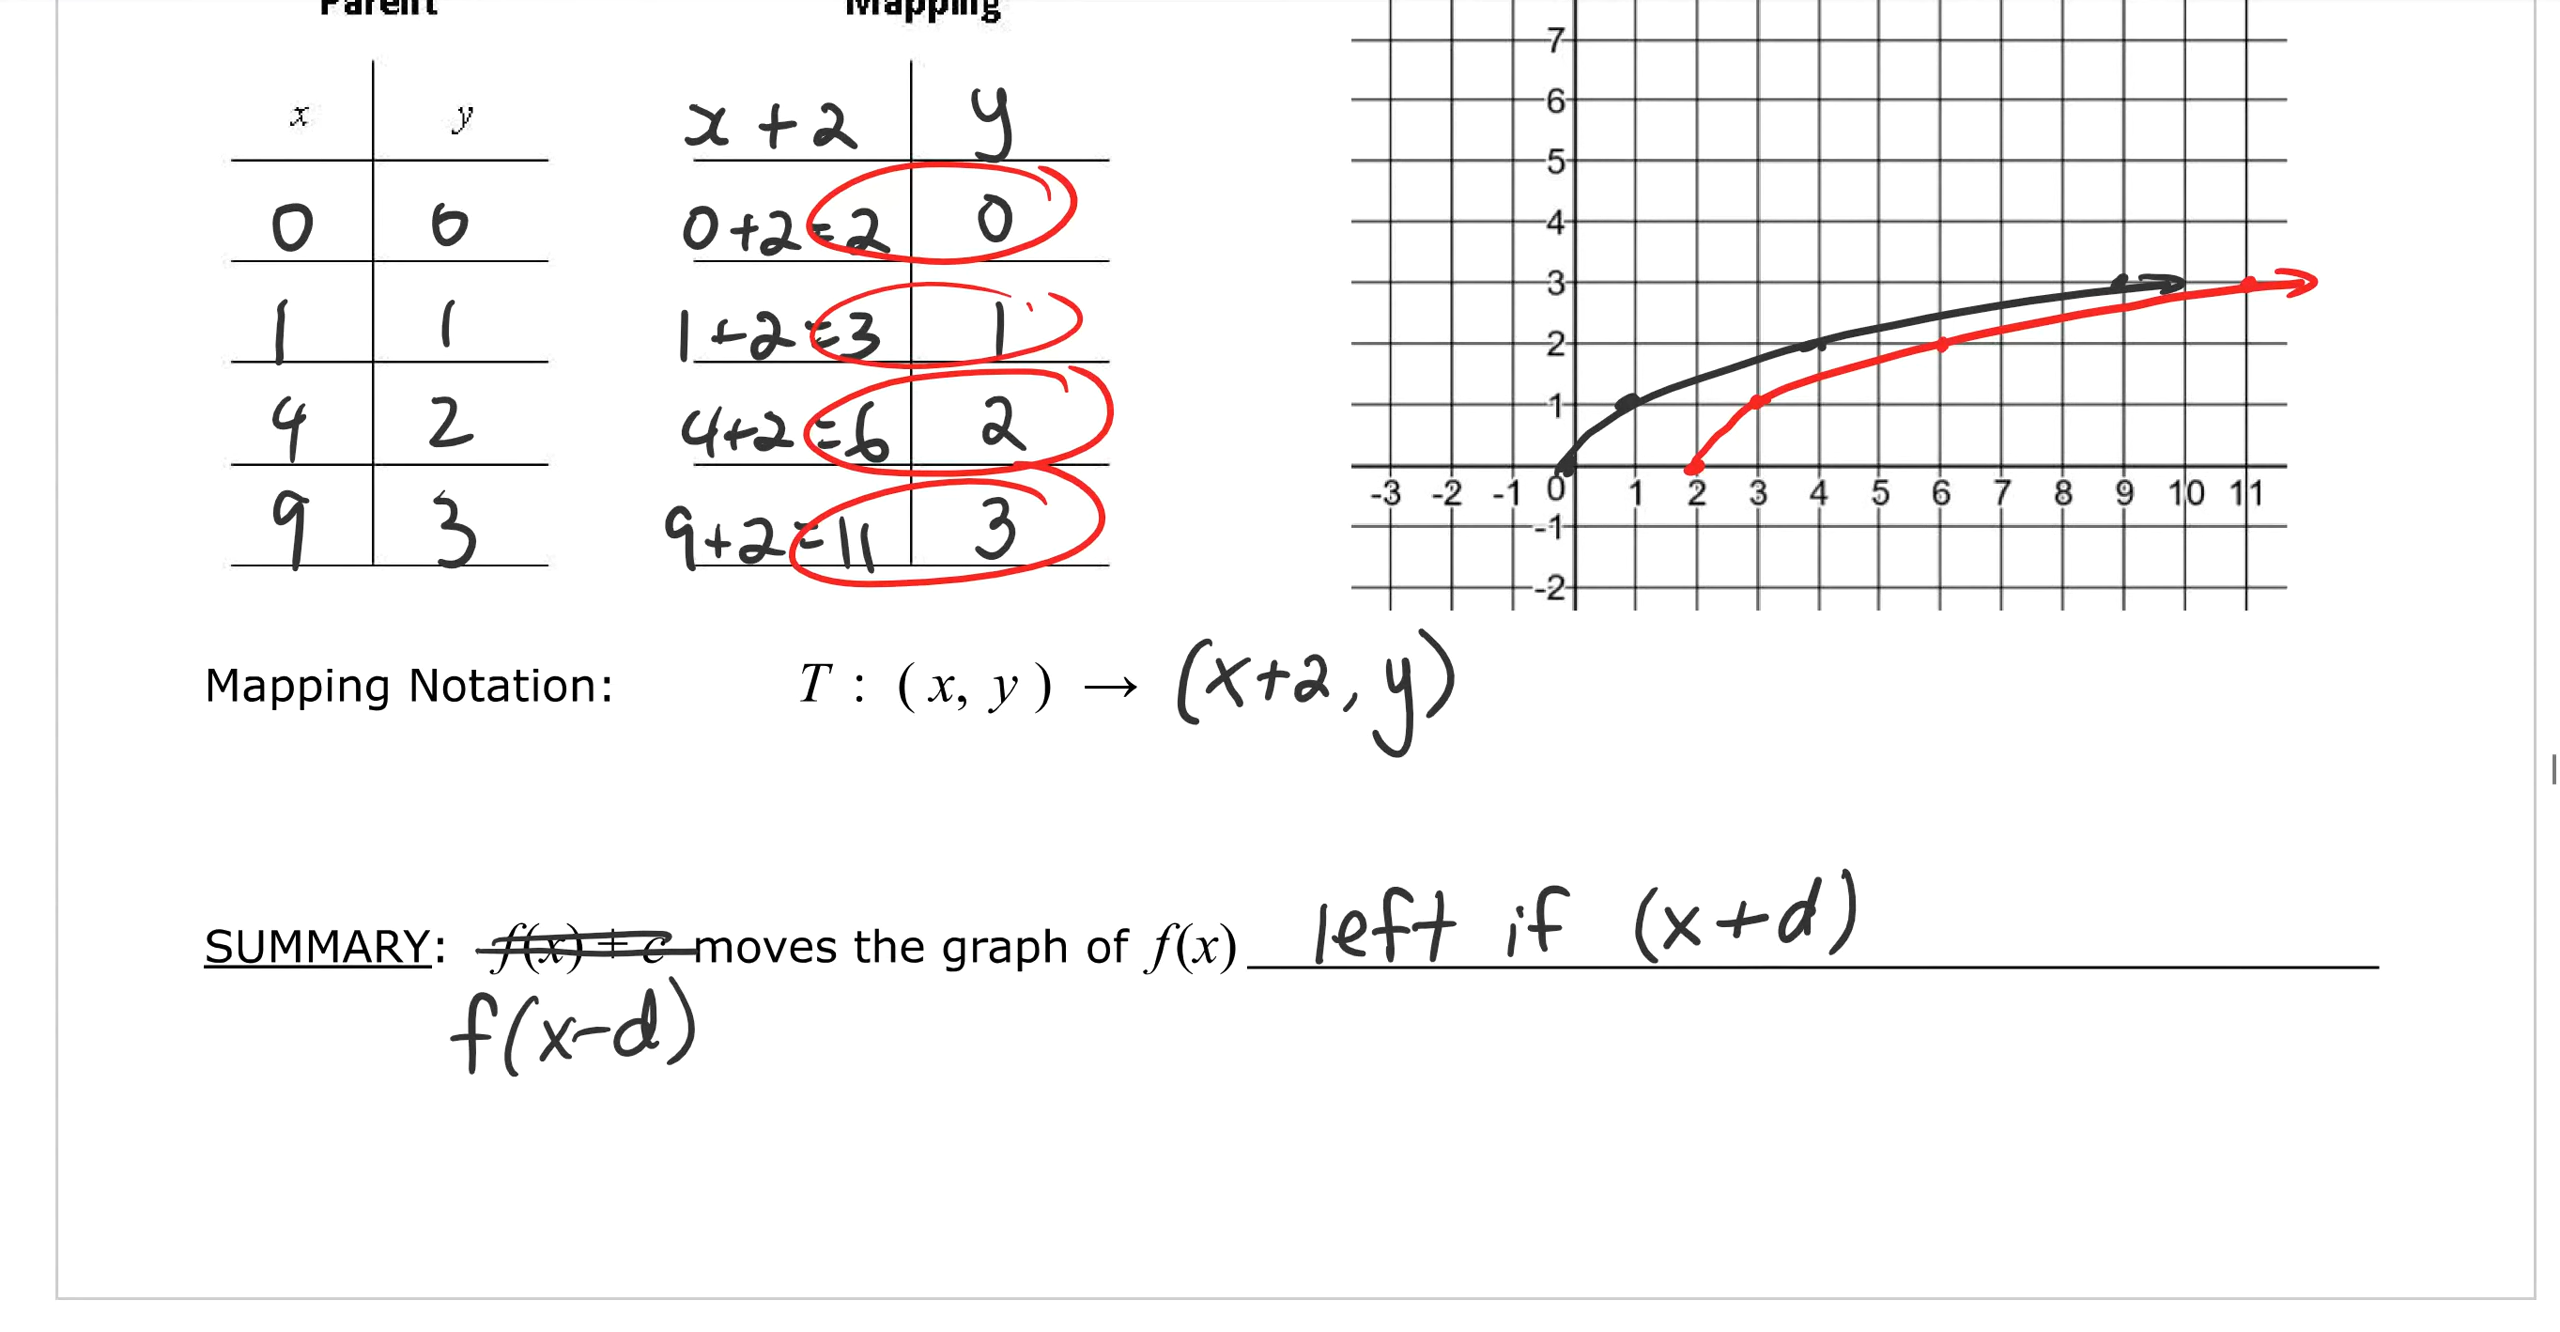 Parent Mapping
x y x + 2 y
0 0 0+2=2 0
1 1 1+2=3 1
4 2 4+2=6 2
9 3 9+2=11 3
7
6
5
4
3
2
1
-3 -2 -1 0 1 2 3 4 5 6 7 8 9 10 11
-1
-2
Mapping Notation: T : ( x, y ) → (x+2, y)
SUMMARY: f(x) + c moves the graph of f(x) left if (x+d)
f(x-d)